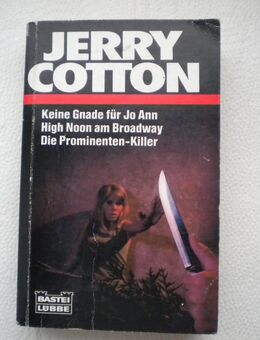 JERRY
COTTON
Keine Gnade für Jo Ann
High Noon am Broadway
Die Prominenten-Killer
BASTEI
LÜBBE